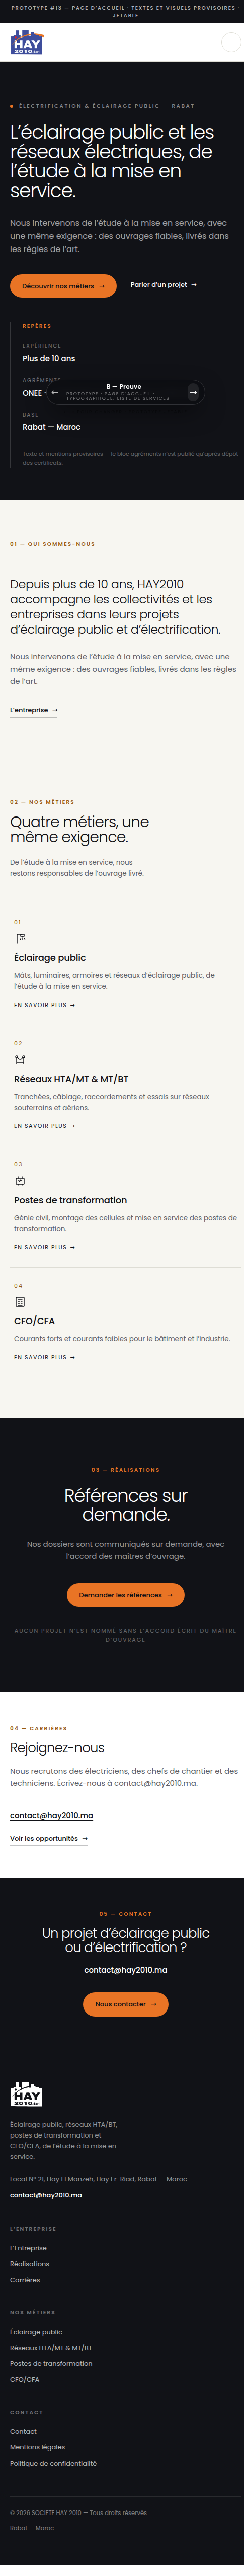 PROTOTYPE #13 — PAGE D'ACCUEIL · TEXTES ET VISUELS PROVISOIRES ·
JETABLE
HAY
2010.sarl
ÉLECTRIFICATION & ÉCLAIRAGE PUBLIC — RABAT
L'éclairage public et les
réseaux électriques, de
l'étude à la mise en
service.
Nous intervenons de l'étude à la mise en service, avec
une même exigence : des ouvrages fiables, livrés dans
les règles de l'art.
Découvrir nos métiers →
Parler d'un projet →
REPÈRES
EXPÉRIENCE
Plus de 10 ans
AGRÉMENTS
ONEE ·
← B — Preuve →
PROTOTYPE · PAGE D'ACCUEIL ·
TYPOGRAPHIQUE, LISTE DE SERVICES
BASE
Rabat — Maroc
Texte et mentions provisoires — le bloc agréments n'est publié qu'après dépôt
des certificats.
01 — QUI SOMMES-NOUS
Depuis plus de 10 ans, HAY2010
accompagne les collectivités et les
entreprises dans leurs projets
d'éclairage public et d'électrification.
Nous intervenons de l'étude à la mise en service, avec une
même exigence : des ouvrages fiables, livrés dans les règles
de l'art.
L'entreprise →
02 — NOS MÉTIERS
Quatre métiers, une
même exigence.
De l'étude à la mise en service, nous
restons responsables de l'ouvrage livré.
01
Éclairage public
Mâts, luminaires, armoires et réseaux d'éclairage public, de
l'étude à la mise en service.
EN SAVOIR PLUS →
02
Réseaux HTA/MT & MT/BT
Tranchées, câblage, raccordements et essais sur réseaux
souterrains et aériens.
EN SAVOIR PLUS →
03
Postes de transformation
Génie civil, montage des cellules et mise en service des postes de
transformation.
EN SAVOIR PLUS →
04
CFO/CFA
Courants forts et courants faibles pour le bâtiment et l'industrie.
EN SAVOIR PLUS →
03 — RÉALISATIONS
Références sur
demande.
Nos dossiers sont communiqués sur demande, avec
l'accord des maîtres d'ouvrage.
Demander les références →
AUCUN PROJET N'EST NOMMÉ SANS L'ACCORD ÉCRIT DU MAÎTRE
D'OUVRAGE
04 — CARRIÈRES
Rejoignez-nous
Nous recrutons des électriciens, des chefs de chantier et des
techniciens. Écrivez-nous à contact@hay2010.ma.
contact@hay2010.ma
Voir les opportunités →
05 — CONTACT
Un projet d'éclairage public
ou d'électrification ?
contact@hay2010.ma
Nous contacter →
HAY
2010.sarl
Éclairage public, réseaux HTA/BT,
postes de transformation et
CFO/CFA, de l'étude à la mise en
service.
Local N° 21, Hay El Manzeh, Hay Er-Riad, Rabat — Maroc
contact@hay2010.ma
L'ENTREPRISE
L'Entreprise
Réalisations
Carrières
NOS MÉTIERS
Éclairage public
Réseaux HTA/MT & MT/BT
Postes de transformation
CFO/CFA
CONTACT
Contact
Mentions légales
Politique de confidentialité
© 2026 SOCIETE HAY 2010 — Tous droits réservés
Rabat — Maroc